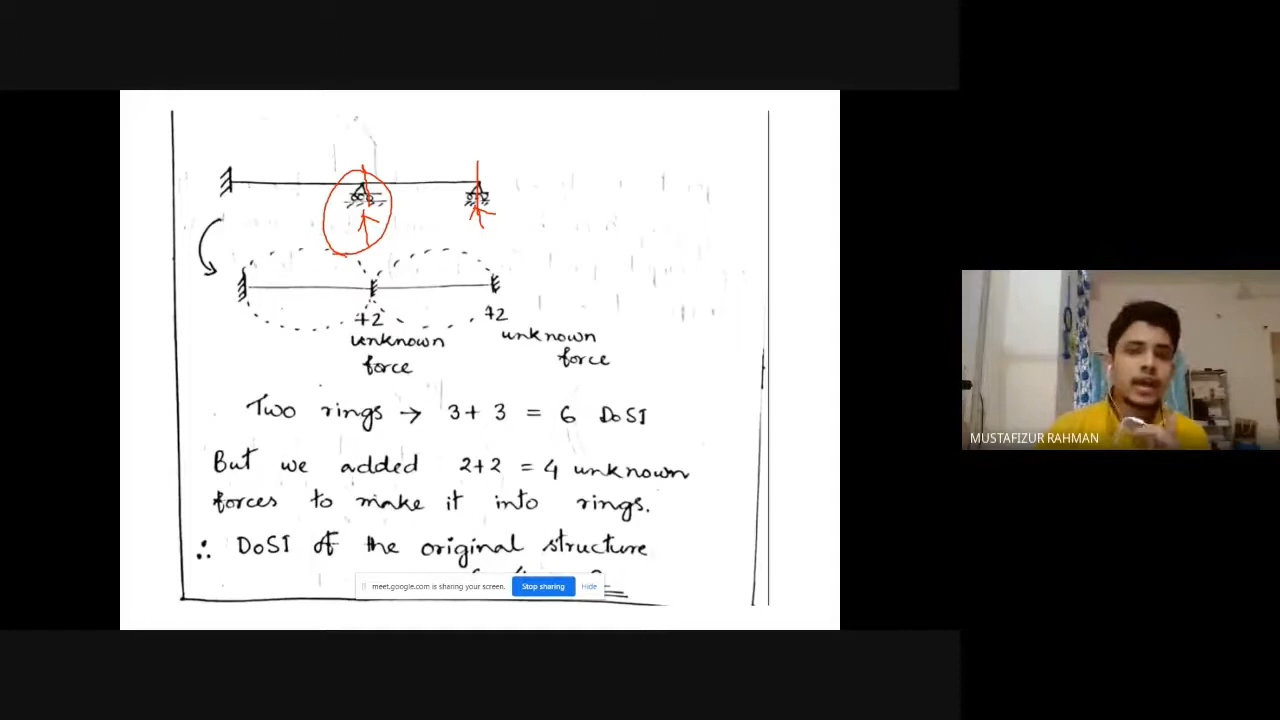 +2
unknown
force
+2
unknown
force
Two rings → 3+3 = 6 DoSI
But we added 2+2 = 4 unknown
forces to make it into rings.
∴ DoSI of the original structure
meet.google.com is sharing your screen. Stop sharing Hide
MUSTAFIZUR RAHMAN